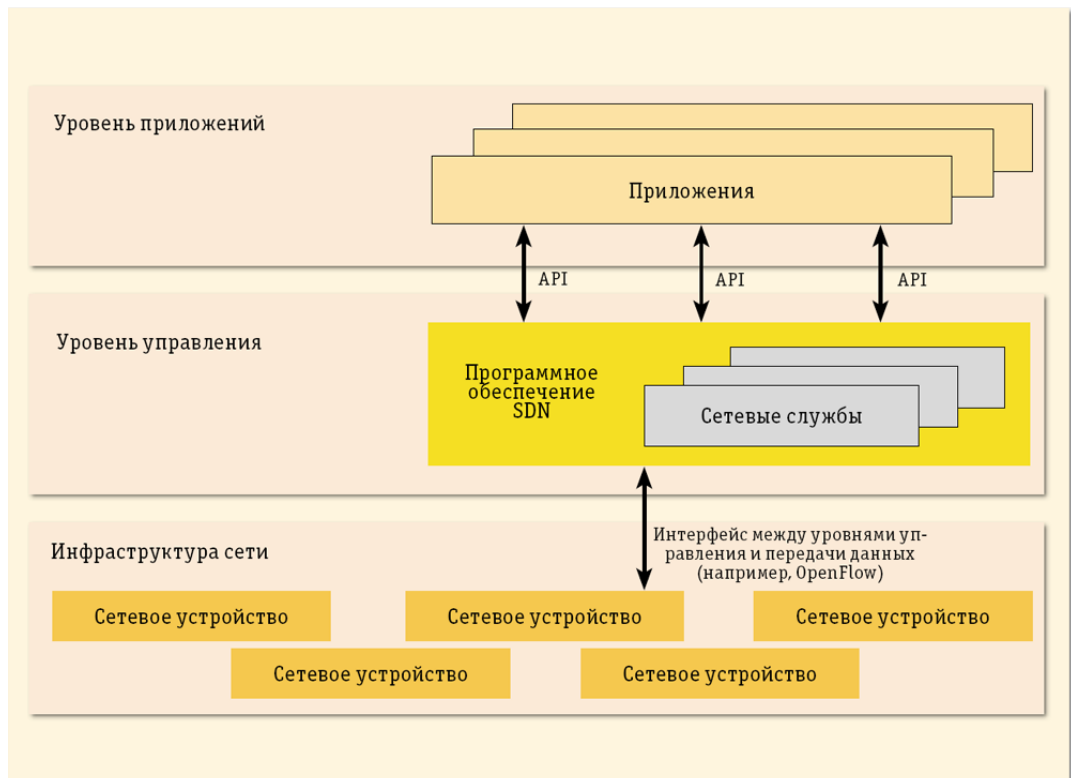 Уровень приложений
Приложения
API
API
API
Уровень управления
Программное
обеспечение
SDN
Сетевые службы
Интерфейс между уровнями уп-
равления и передачи данных
(например, OpenFlow)
Инфраструктура сети
Сетевое устройство
Сетевое устройство
Сетевое устройство
Сетевое устройство
Сетевое устройство